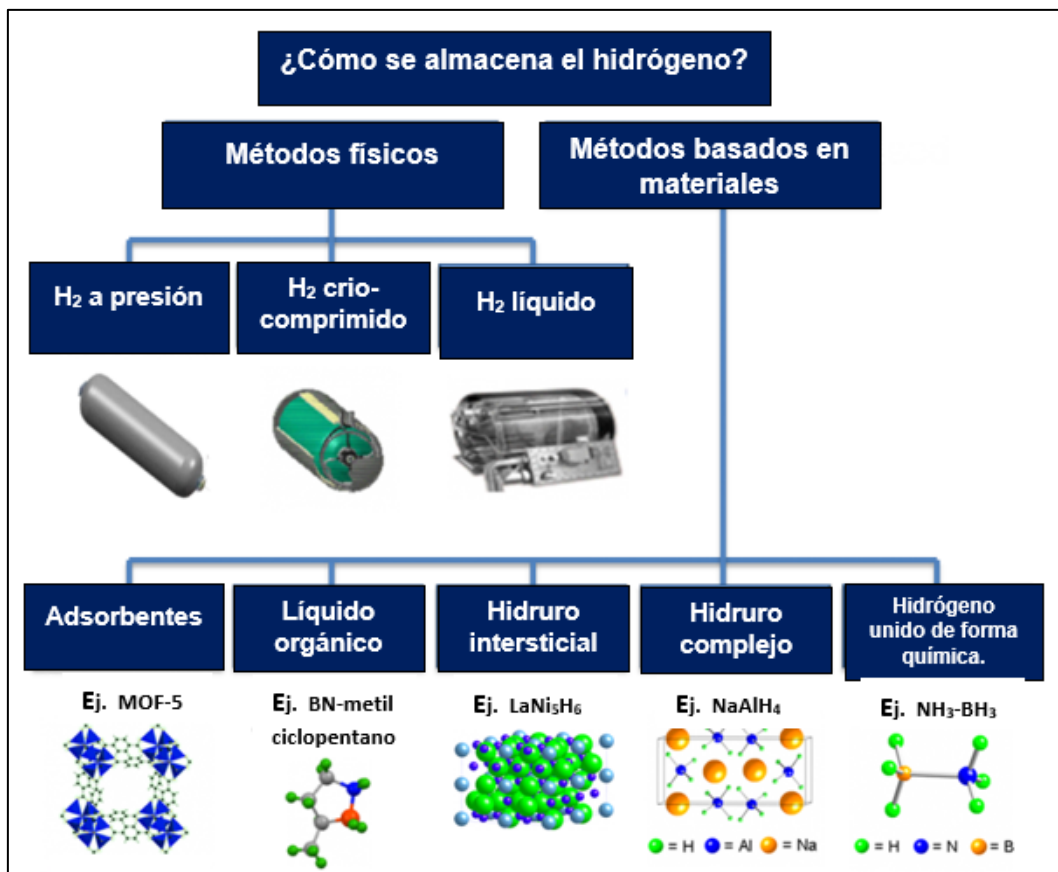 ¿Cómo se almacena el hidrógeno?
Métodos físicos
Métodos basados en
materiales
H₂ a presión
H₂ crio-
comprimido
H₂ líquido
Adsorbentes
Líquido
orgánico
Hidruro
intersticial
Hidruro
complejo
Hidrógeno
unido de forma
química.
Ej. MOF-5
Ej. BN-metil
ciclopentano
Ej. LaNi₅H₆
Ej. NaAlH₄
Ej. NH₃-BH₃
= H = Al = Na
= H = N = B